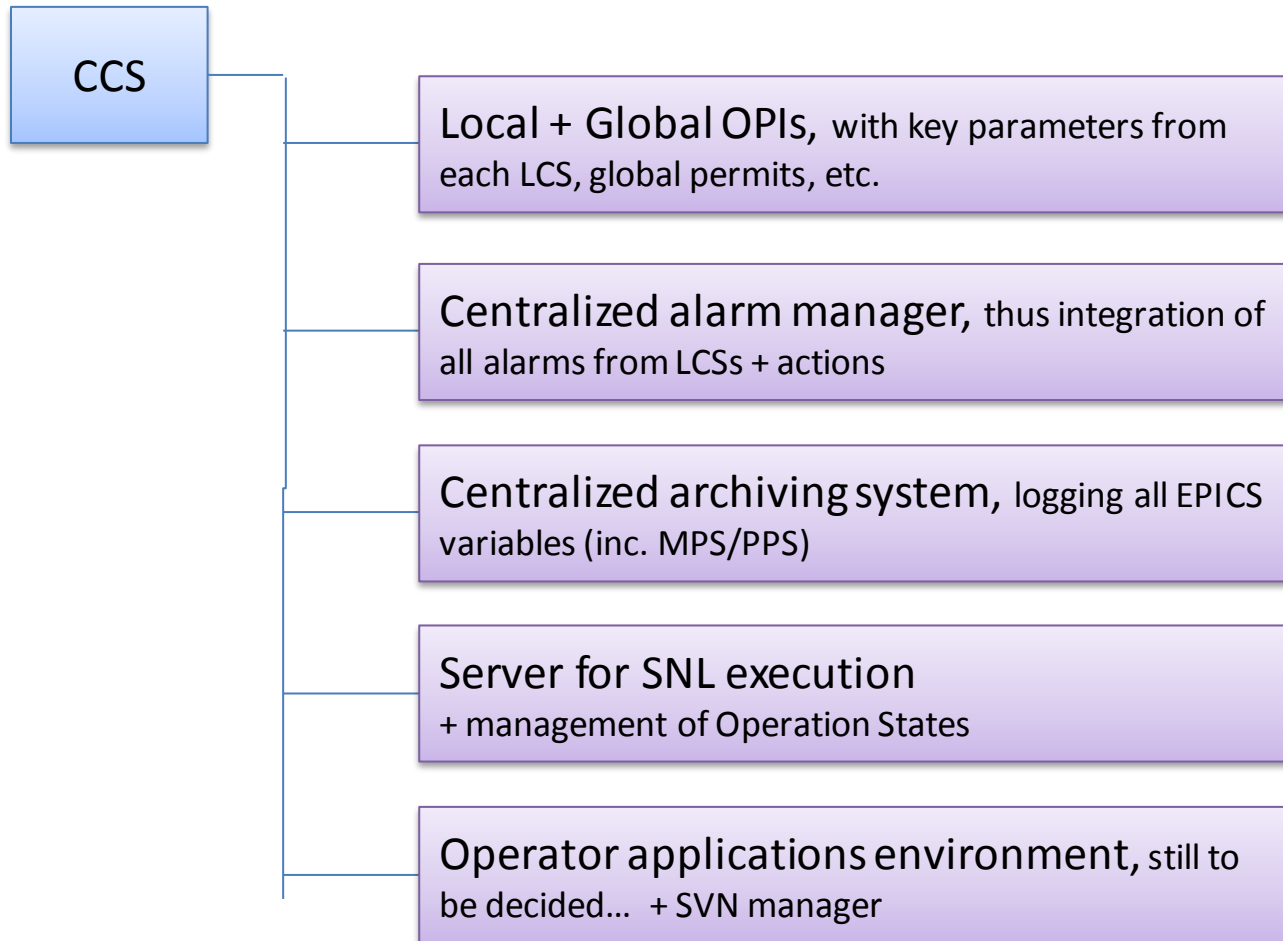 CCS
Local + Global OPIs, with key parameters from
each LCS, global permits, etc.
Centralized alarm manager, thus integration of
all alarms from LCSs + actions
Centralized archiving system, logging all EPICS
variables (inc. MPS/PPS)
Server for SNL execution
+ management of Operation States
Operator applications environment, still to
be decided... + SVN manager